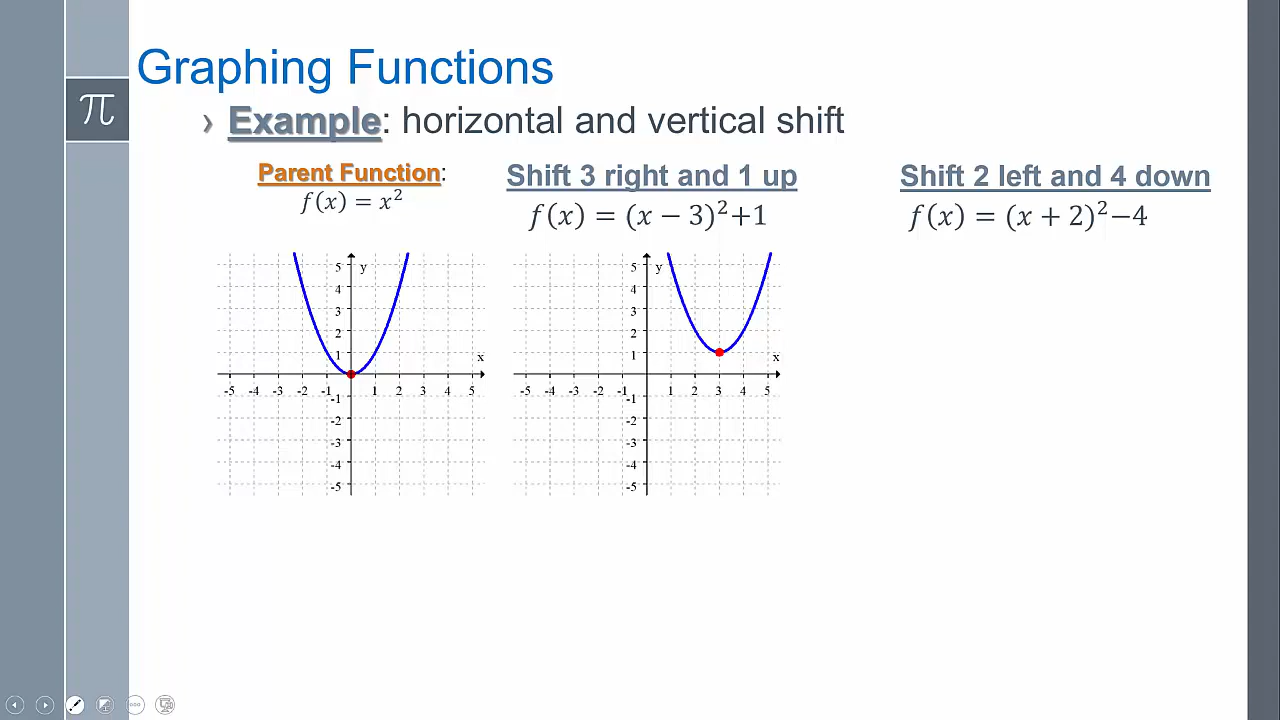 Graphing Functions
π
› Example: horizontal and vertical shift
Parent Function:
f(x) = x²
Shift 3 right and 1 up
f(x) = (x − 3)²+1
Shift 2 left and 4 down
f(x) = (x + 2)²−4
y
5
4
3
2
1
x
-5 -4 -3 -2 -1 1 2 3 4 5
-1
-2
-3
-4
-5
y
5
4
3
2
1
x
-5 -4 -3 -2 -1 1 2 3 4 5
-1
-2
-3
-4
-5